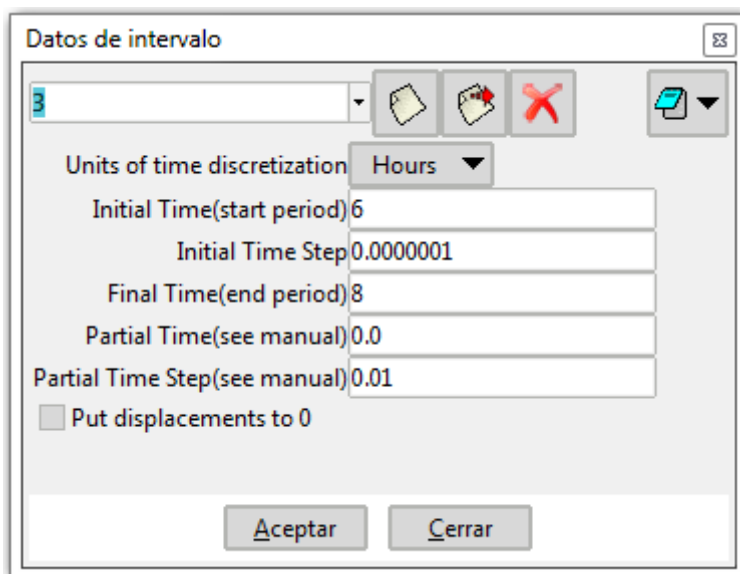 Datos de intervalo
3
Units of time discretization Hours
Initial Time(start period) 6
Initial Time Step 0.0000001
Final Time(end period) 8
Partial Time(see manual) 0.0
Partial Time Step(see manual) 0.01
Put displacements to 0
Aceptar Cerrar